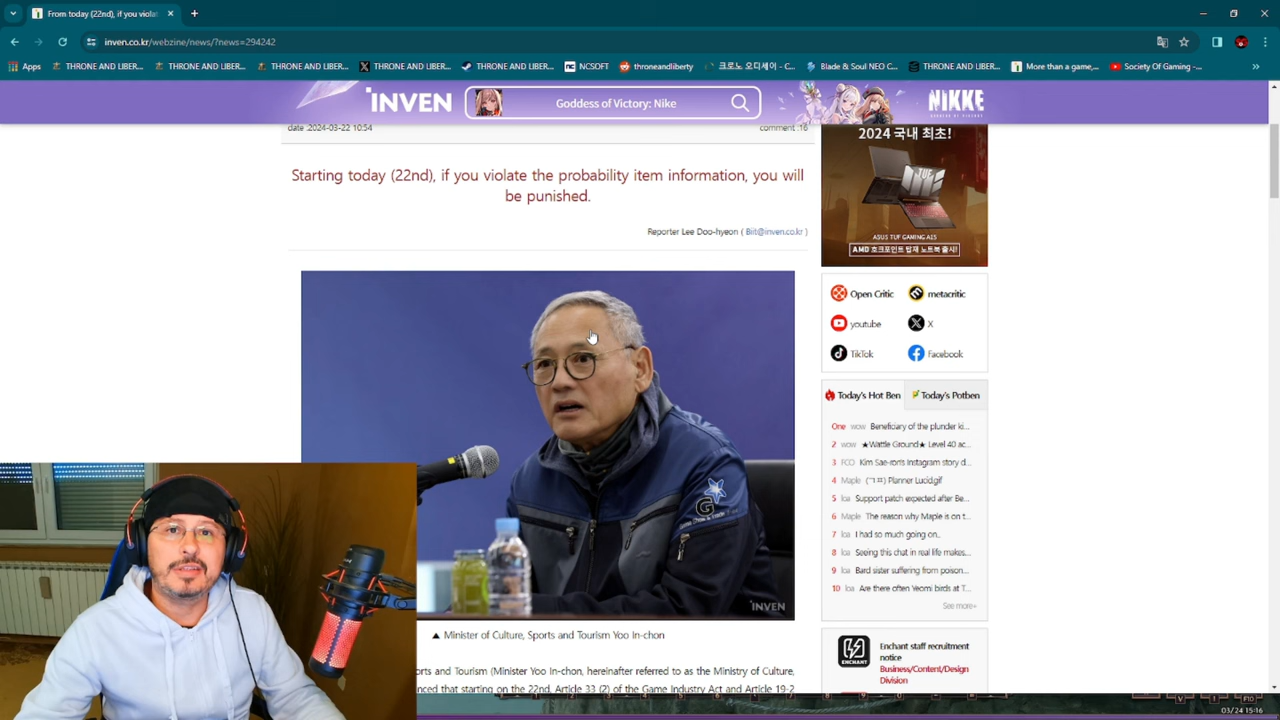 From today (22nd), if you violat
inven.co.kr/webzine/news/?news=294242
Apps
THRONE AND LIBER...
THRONE AND LIBER...
THRONE AND LIBER...
THRONE AND LIBER...
THRONE AND LIBER...
NCSOFT
throneandliberty
크로노 오디세이 – C...
Blade & Soul NEO C...
THRONE AND LIBER...
More than a game,...
Society Of Gaming -...
INVEN
Goddess of Victory: Nike
NIKKE
date :2024-03-22 10:54
comment :16
Starting today (22nd), if you violate the probability item information, you will
be punished.
Reporter Lee Doo-hyeon ( Biit@inven.co.kr )
INVEN
▲ Minister of Culture, Sports and Tourism Yoo In-chon
orts and Tourism (Minister Yoo In-chon, hereinafter referred to as the Ministry of Culture,
nced that starting on the 22nd, Article 33 (2) of the Game Industry Act and Article 19-2
2024 국내 최초!
ASUS TUF GAMING A15
AMD 호크포인트 탑재 노트북 출시!
Open Critic
metacritic
youtube
X
TikTok
Facebook
Today's Hot Ben
Today's Potben
One wow Beneficiary of the plunder ki...
2 wow ★Wattle Ground★ Level 40 ac...
3 FCO Kim Sae-ron's Instagram story d...
4 Maple (ㄱㅍ) Planner Lucid.gif
5 loa Support patch expected after Be...
6 Maple The reason why Maple is on t...
7 loa I had so much going on..
8 loa Seeing this chat in real life makes...
9 loa Bard sister suffering from poison...
10 loa Are there often Yeomi birds at T...
See more+
ENCHANT
Enchant staff recruitment
notice
Business/Content/Design
Division
03/24 15:16